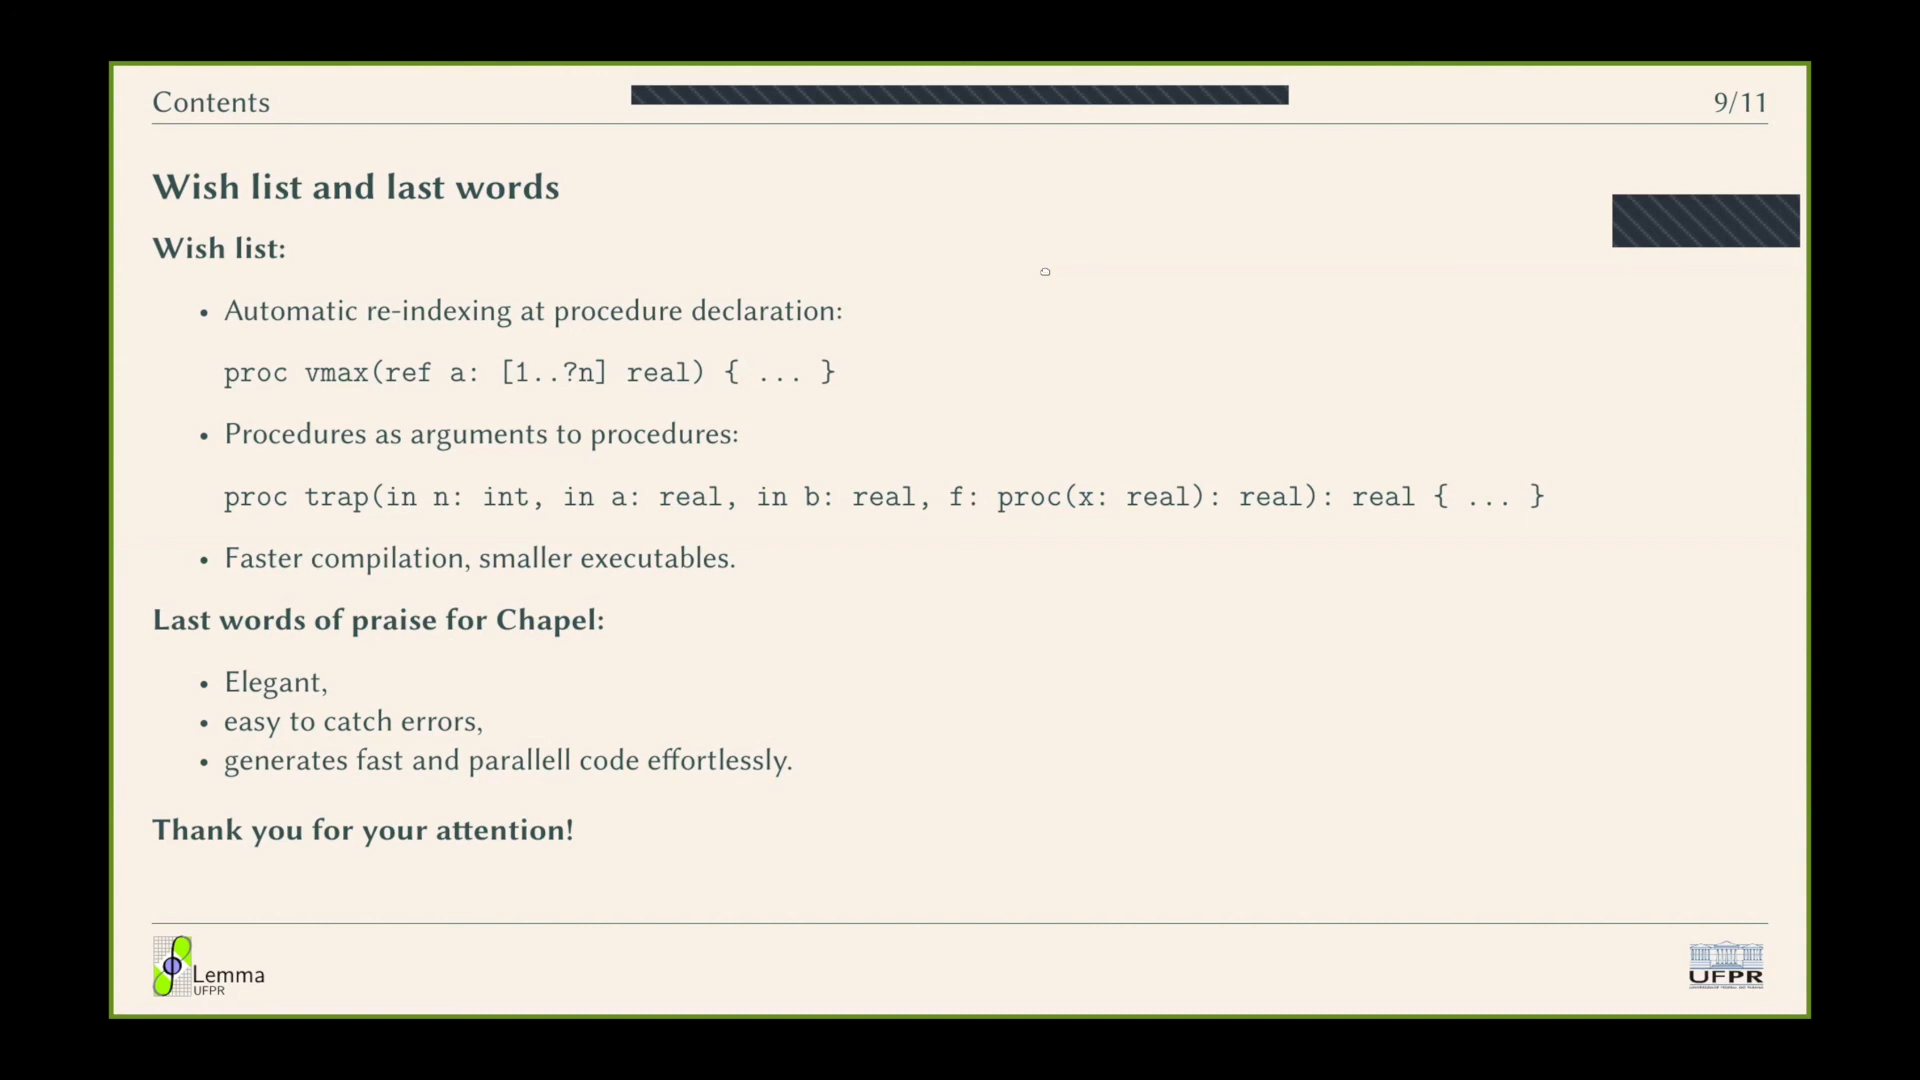 Contents
9/11
Wish list and last words
Wish list:
• Automatic re-indexing at procedure declaration:
proc vmax(ref a: [1..?n] real) { ... }
• Procedures as arguments to procedures:
proc trap(in n: int, in a: real, in b: real, f: proc(x: real): real): real { ... }
• Faster compilation, smaller executables.
Last words of praise for Chapel:
• Elegant,
• easy to catch errors,
• generates fast and parallell code effortlessly.
Thank you for your attention!
Lemma
UFPR
UFPR